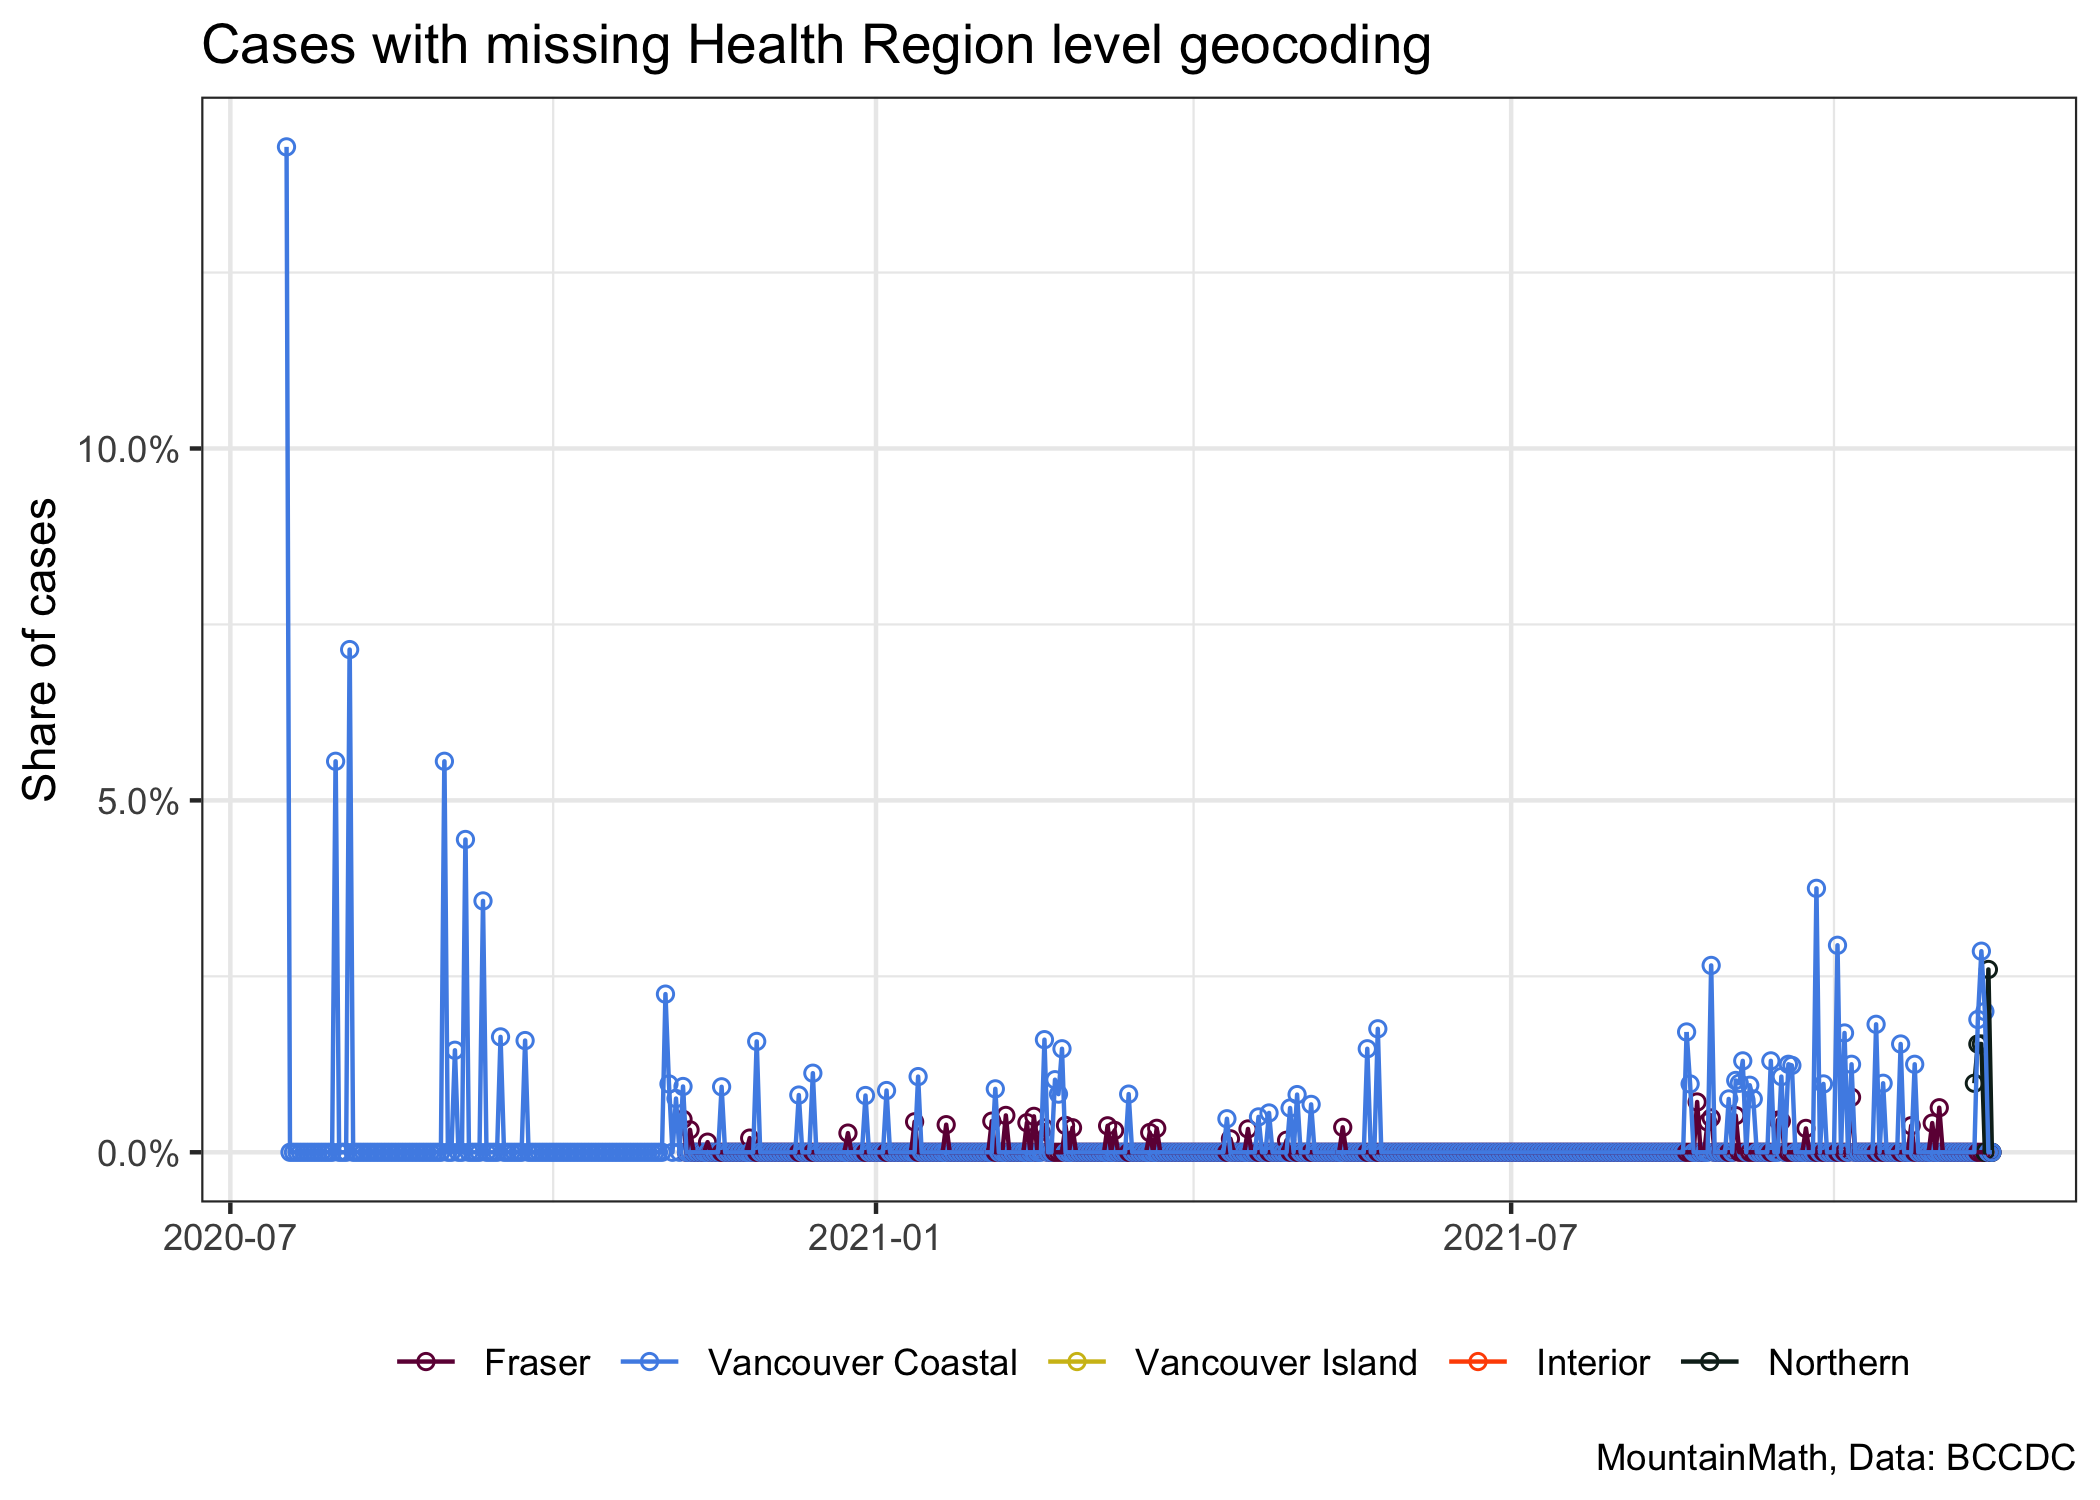 Cases with missing Health Region level geocoding
Share of cases
10.0%
5.0%
0.0%
2020-07
2021-01
2021-07
Fraser
Vancouver Coastal
Vancouver Island
Interior
Northern
MountainMath, Data: BCCDC